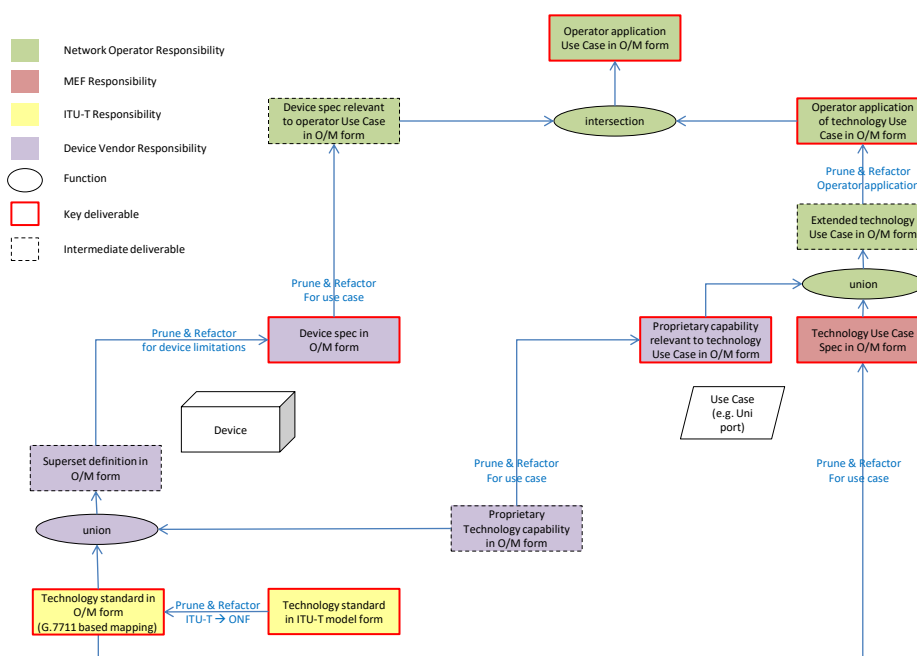 Network Operator Responsibility
MEF Responsibility
ITU-T Responsibility
Device Vendor Responsibility
Function
Key deliverable
Intermediate deliverable
Operator application
Use Case in O/M form
Device spec relevant
to operator Use Case
in O/M form
intersection
Operator application
of technology Use
Case in O/M form
Prune & Refactor
Operator application
Extended technology
Use Case in O/M form
union
Prune & Refactor
For use case
Prune & Refactor
for device limitations
Device spec in
O/M form
Proprietary capability
relevant to technology
Use Case in O/M form
Technology Use Case
Spec in O/M form
Device
Use Case
(e.g. Uni
port)
Superset definition in
O/M form
Prune & Refactor
For use case
Prune & Refactor
For use case
union
Proprietary
Technology capability
in O/M form
Technology standard in
O/M form
(G.7711 based mapping)
Prune & Refactor
ITU-T → ONF
Technology standard
in ITU-T model form